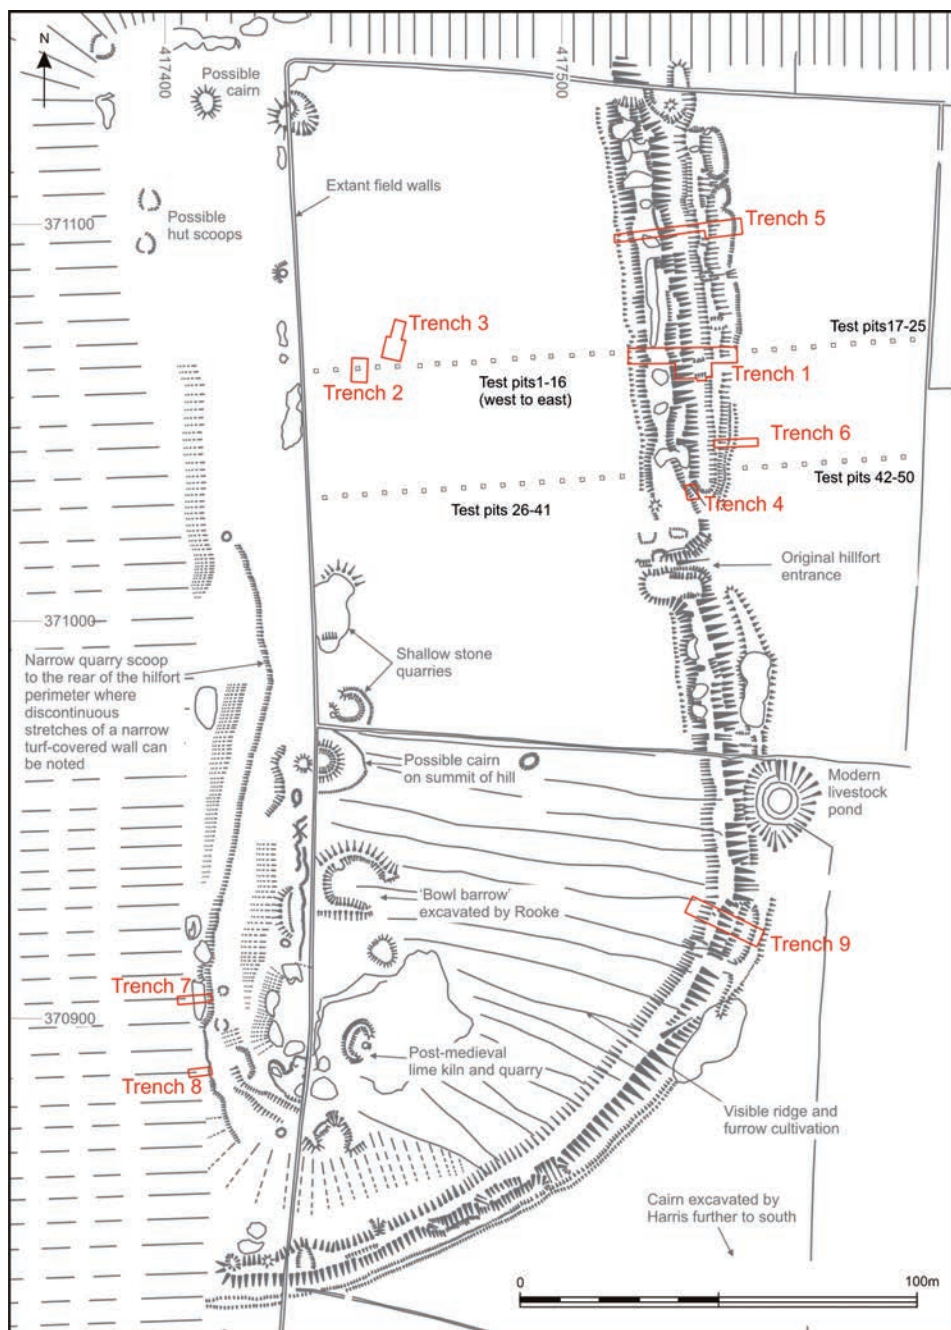 N
417400
417500
Possible
cairn
Extant field walls
371100
Possible
hut scoops
Trench 5
Trench 3
Test pits17-25
Trench 2
Test pits1-16
(west to east)
Trench 1
Trench 6
Test pits 26-41
Test pits 42-50
Trench 4
Original hillfort
entrance
371000
Narrow quarry scoop
to the rear of the hilfort
perimeter where
discontinuous
stretches of a narrow
turf-covered wall can
be noted
Shallow stone
quarries
Possible cairn
on summit of hill
Modern
livestock
pond
'Bowl barrow'
excavated by Rooke
Trench 9
Trench 7
370900
Post-medieval
lime kiln and quarry
Trench 8
Visible ridge and
furrow cultivation
Cairn excavated by
Harris further to south
0
100m